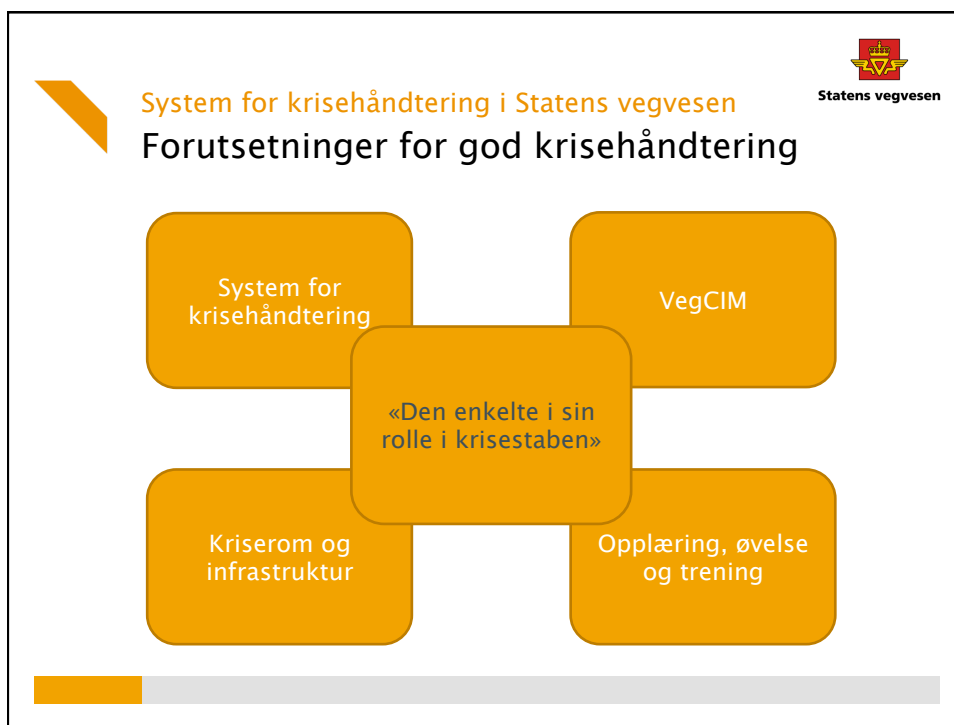 Statens vegvesen
System for krisehåndtering i Statens vegvesen
Forutsetninger for god krisehåndtering
System for
krisehåndtering
VegCIM
«Den enkelte i sin
rolle i krisestaben»
Kriserom og
infrastruktur
Opplæring, øvelse
og trening